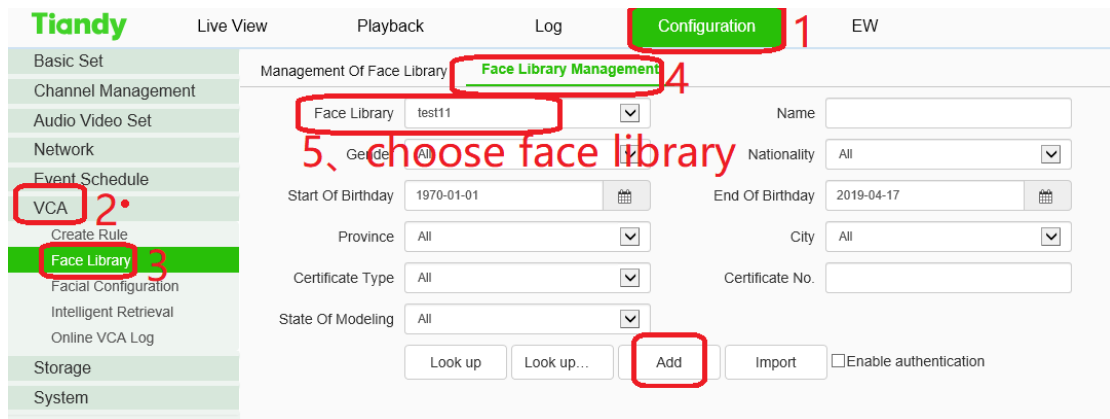 Tiandy Live View Playback Log Configuration 1 EW
Basic Set
Channel Management
Audio Video Set
Network
Event Schedule
VCA 2
Create Rule
Face Library 3
Facial Configuration
Intelligent Retrieval
Online VCA Log
Storage
System
Management Of Face Library Face Library Management 4
Face Library test11 Name
5、choose face library
Gender All Nationality All
Start Of Birthday 1970-01-01 End Of Birthday 2019-04-17
Province All City All
Certificate Type All Certificate No.
State Of Modeling All
Look up Look up... Add Import Enable authentication